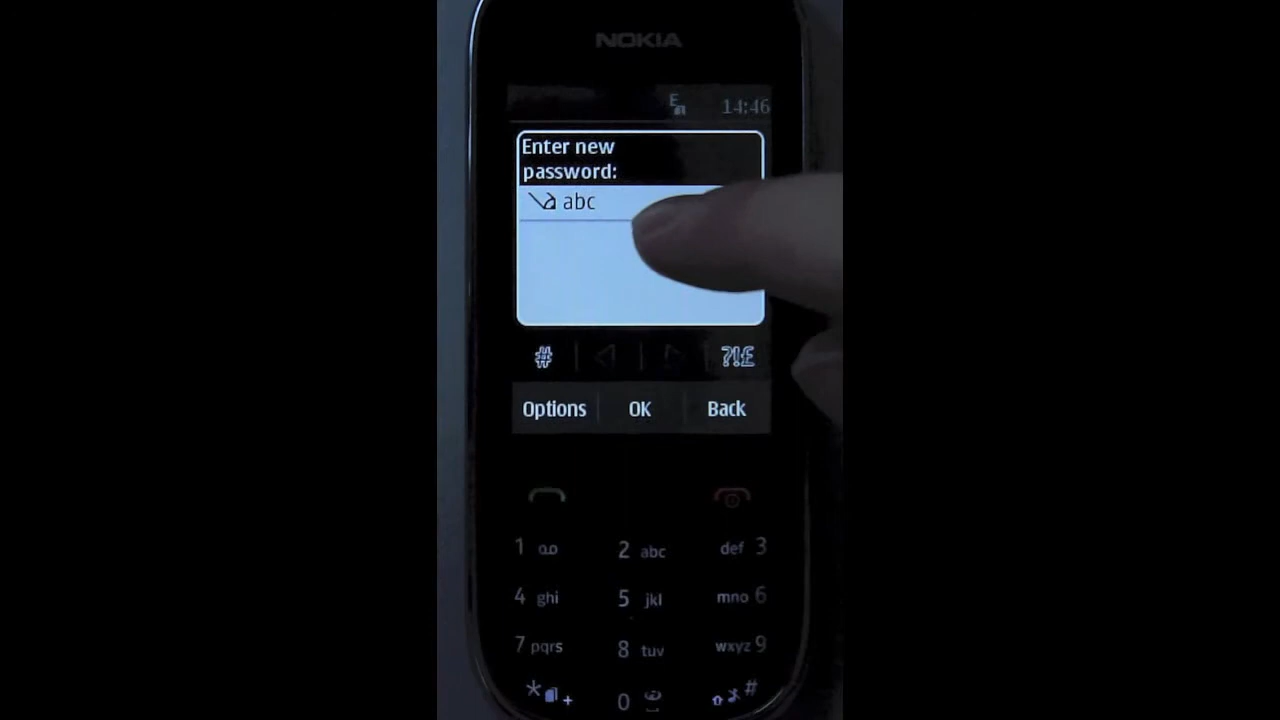 NOKIA
E 14:46
Enter new
password:
abc
# ?!£
Options OK Back
1 2 abc def 3
4 ghi 5 jkl mno 6
7 pqrs 8 tuv wxyz 9
* + 0 #